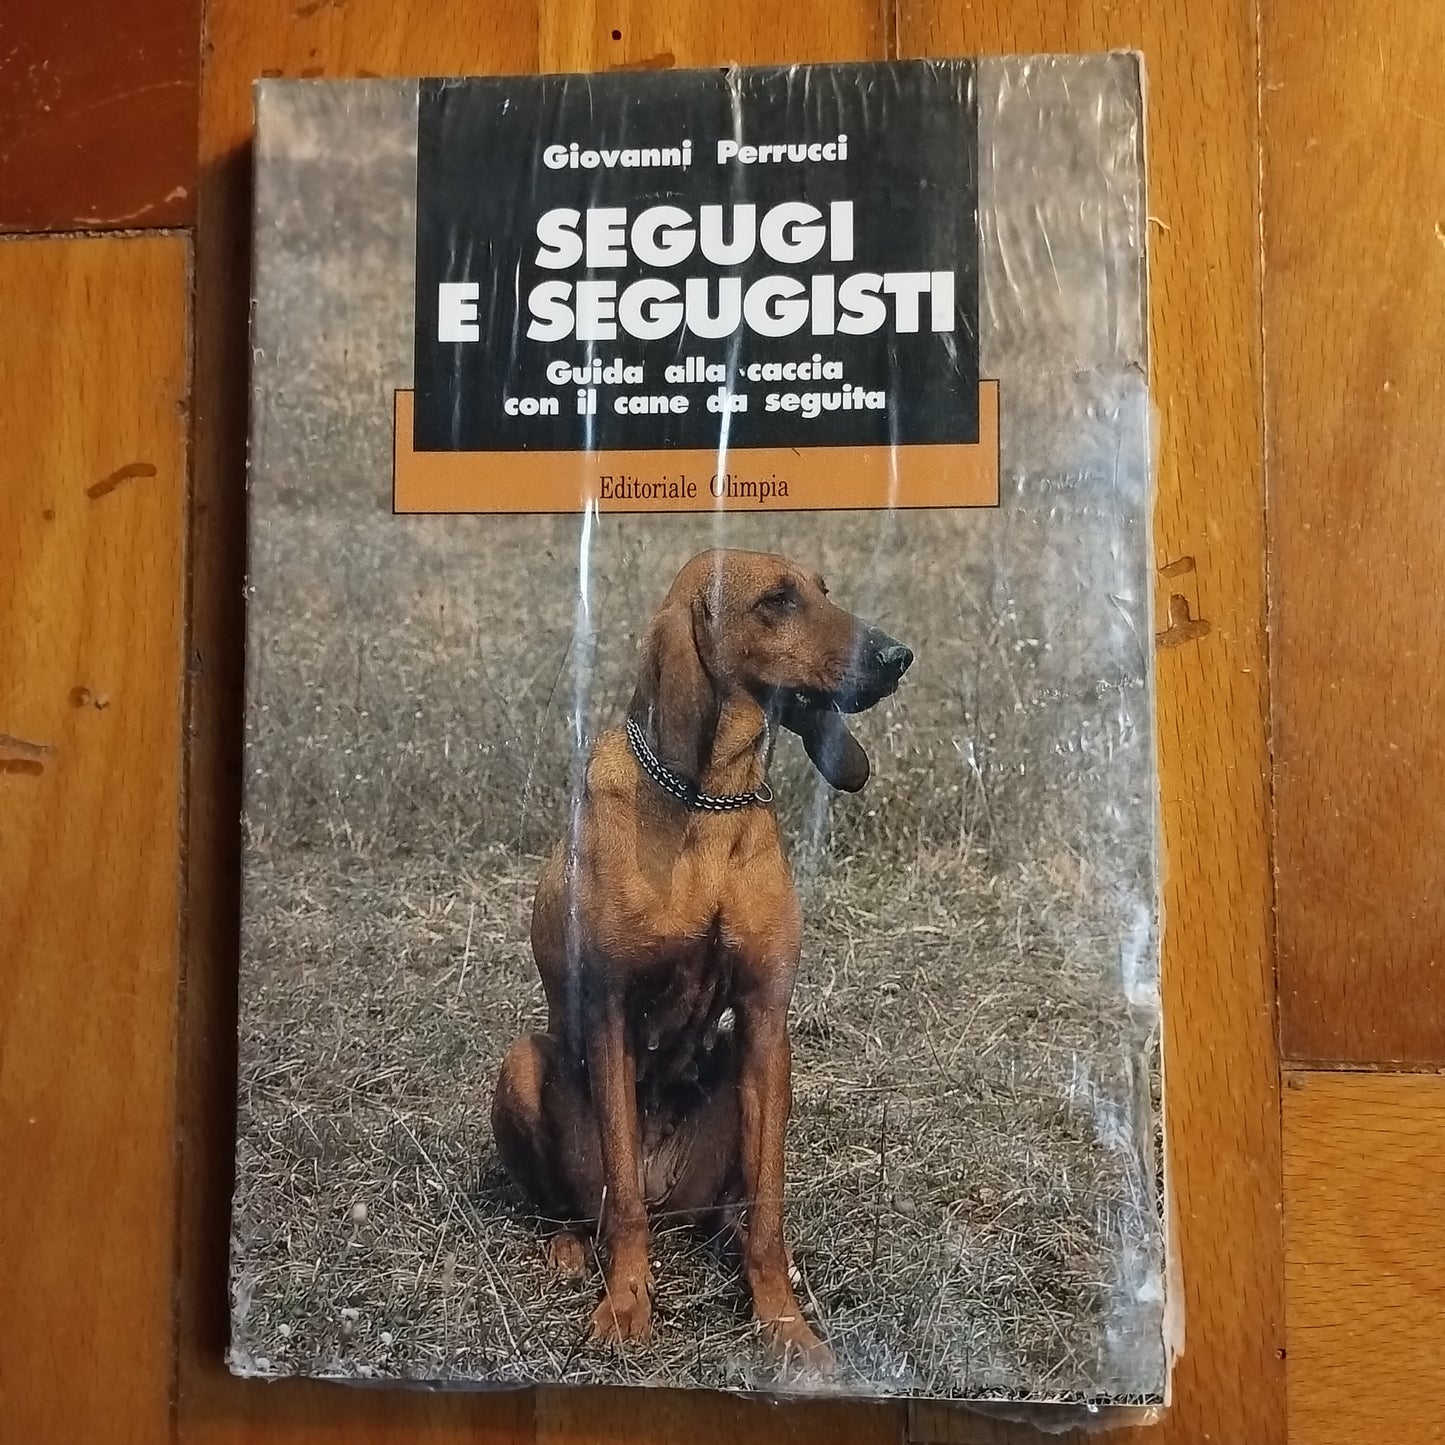 Giovanni Perrucci
SEGUGI
E SEGUGISTI
Guida alla caccia
con il cane da seguita
Editoriale Olimpia